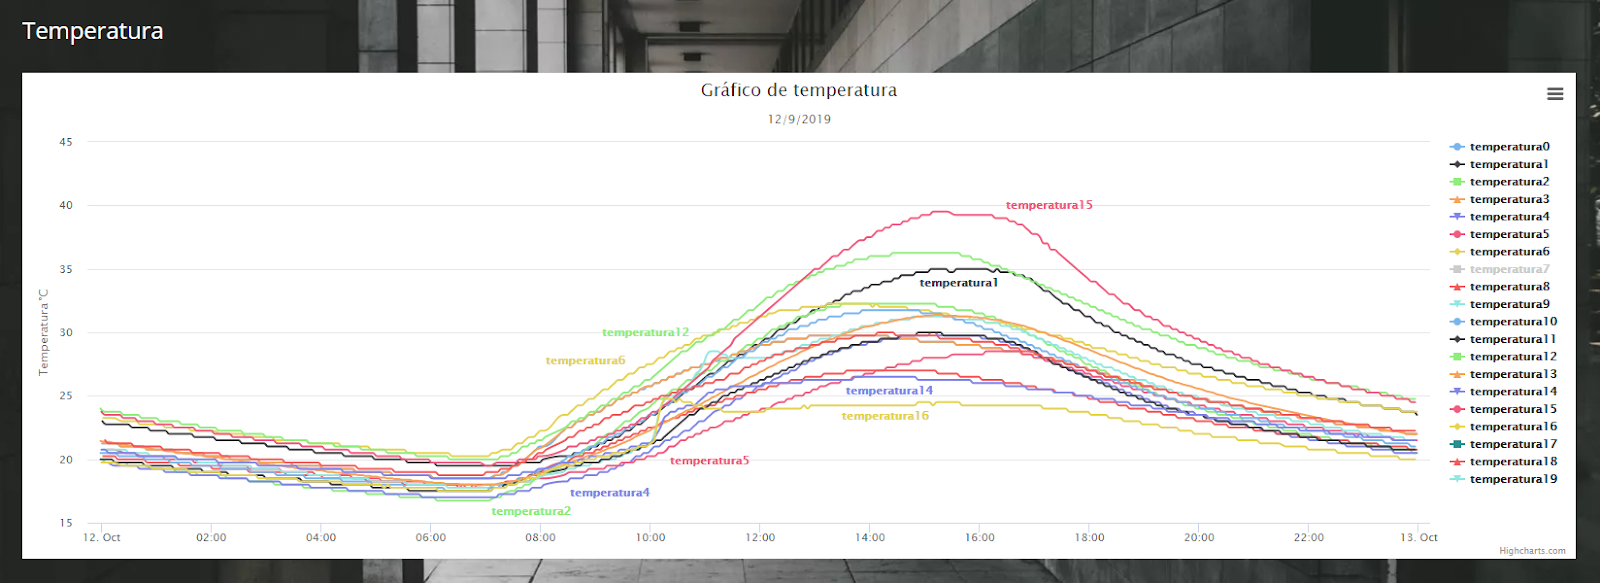 Temperatura
Gráfico de temperatura
12/9/2019
Temperatura °C
45
40
35
30
25
20
15
12. Oct
02:00
04:00
06:00
08:00
10:00
12:00
14:00
16:00
18:00
20:00
22:00
13. Oct
temperatura15
temperatura1
temperatura12
temperatura6
temperatura14
temperatura16
temperatura5
temperatura4
temperatura2
temperatura0
temperatura1
temperatura2
temperatura3
temperatura4
temperatura5
temperatura6
temperatura7
temperatura8
temperatura9
temperatura10
temperatura11
temperatura12
temperatura13
temperatura14
temperatura15
temperatura16
temperatura17
temperatura18
temperatura19
Highcharts.com